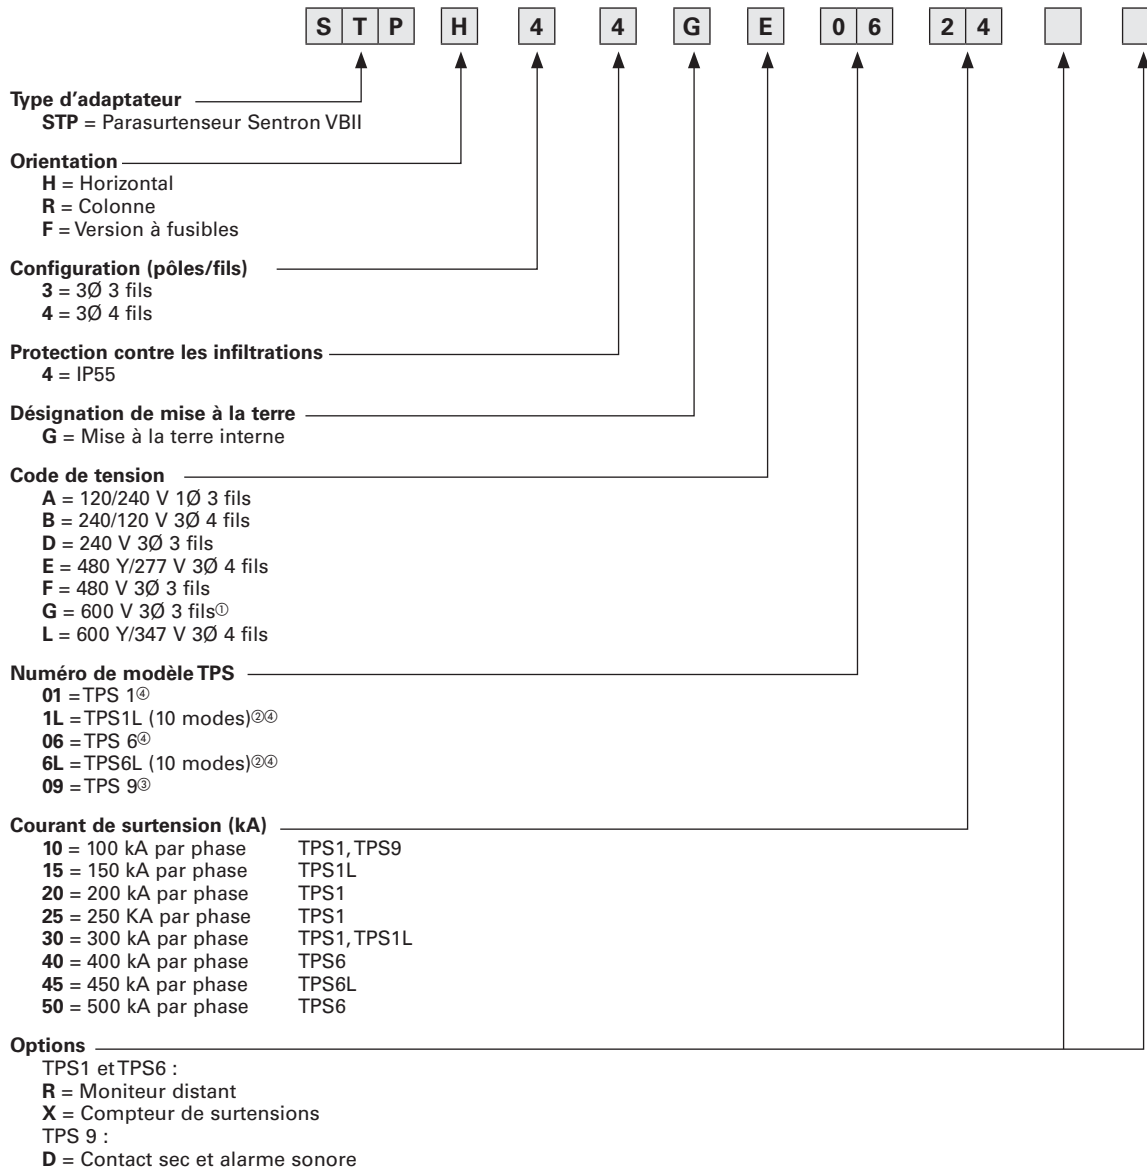 S T P H 4 4 G E 0 6 2 4
Type d'adaptateur
STP = Parasurtenseur Sentron VBII
Orientation
H = Horizontal
R = Colonne
F = Version à fusibles
Configuration (pôles/fils)
3 = 3Ø 3 fils
4 = 3Ø 4 fils
Protection contre les infiltrations
4 = IP55
Désignation de mise à la terre
G = Mise à la terre interne
Code de tension
A = 120/240 V 1Ø 3 fils
B = 240/120 V 3Ø 4 fils
D = 240 V 3Ø 3 fils
E = 480 Y/277 V 3Ø 4 fils
F = 480 V 3Ø 3 fils
G = 600 V 3Ø 3 fils①
L = 600 Y/347 V 3Ø 4 fils
Numéro de modèle TPS
01 = TPS 1④
1L = TPS1L (10 modes)②④
06 = TPS 6④
6L = TPS6L (10 modes)②④
09 = TPS 9③
Courant de surtension (kA)
10 = 100 kA par phase TPS1, TPS9
15 = 150 kA par phase TPS1L
20 = 200 kA par phase TPS1
25 = 250 KA par phase TPS1
30 = 300 kA par phase TPS1, TPS1L
40 = 400 kA par phase TPS6
45 = 450 kA par phase TPS6L
50 = 500 kA par phase TPS6
Options
TPS1 et TPS6 :
R = Moniteur distant
X = Compteur de surtensions
TPS 9 :
D = Contact sec et alarme sonore